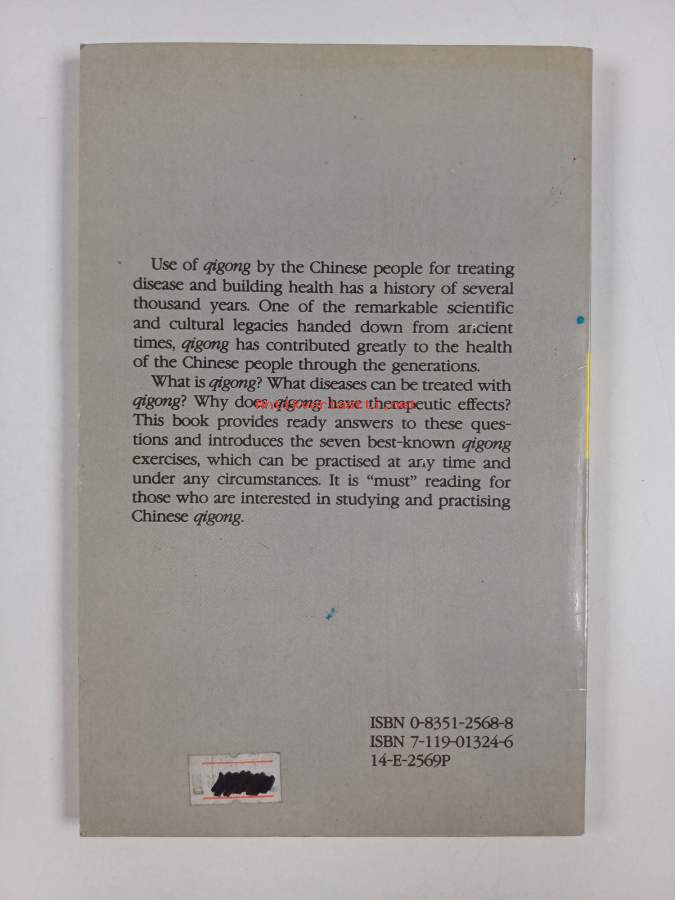 Use of qigong by the Chinese people for treating
disease and building health has a history of several
thousand years. One of the remarkable scientific
and cultural legacies handed down from ancient
times, qigong has contributed greatly to the health
of the Chinese people through the generations.
What is qigong? What diseases can be treated with
qigong? Why does qigong have therapeutic effects?
This book provides ready answers to these ques-
tions and introduces the seven best-known qigong
exercises, which can be practised at any time and
under any circumstances. It is “must” reading for
those who are interested in studying and practising
Chinese qigong.
ISBN 0-8351-2568-8
ISBN 7-119-01324-6
14-E-2569P